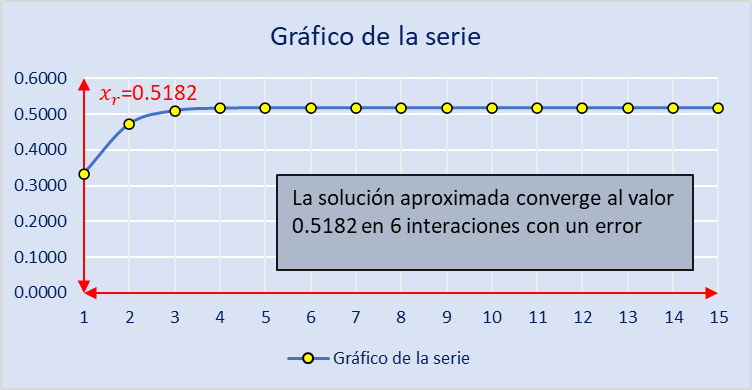 Gráfico de la serie
0.6000
𝑥𝑟=0.5182
0.5000
0.4000
0.3000
La solución aproximada converge al valor
0.5182 en 6 interaciones con un error
0.2000
0.1000
0.0000
1 2 3 4 5 6 7 8 9 10 11 12 13 14 15
Gráfico de la serie